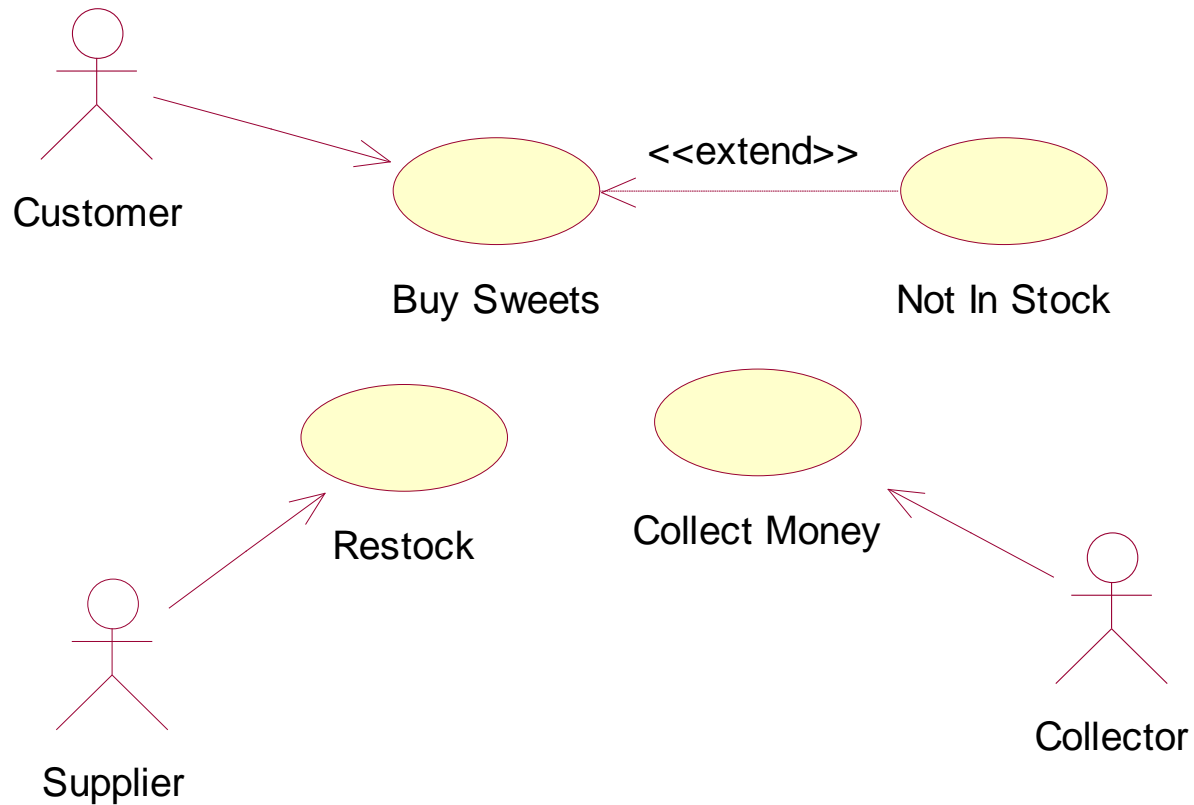 <<extend>>
Customer
Buy Sweets
Not In Stock
Restock
Collect Money
Collector
Supplier